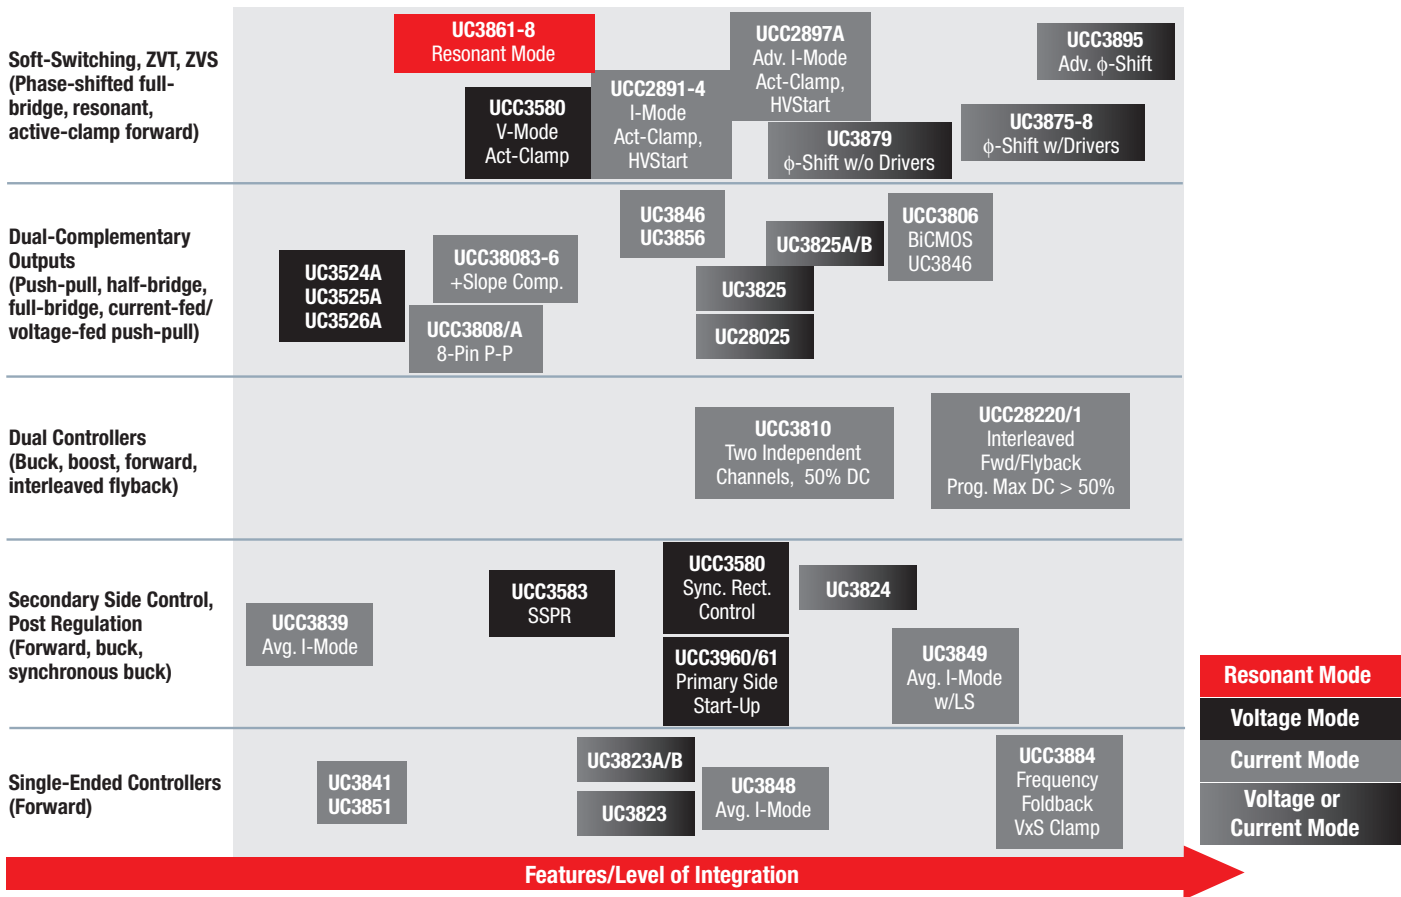 Soft-Switching, ZVT, ZVS
(Phase-shifted full-
bridge, resonant,
active-clamp forward)
UC3861-8
Resonant Mode
UCC3580
V-Mode
Act-Clamp
UCC2891-4
I-Mode
Act-Clamp,
HVStart
UCC2897A
Adv. I-Mode
Act-Clamp,
HVStart
UC3879
ϕ-Shift w/o Drivers
UCC3895
Adv. ϕ-Shift
UC3875-8
ϕ-Shift w/Drivers
Dual-Complementary
Outputs
(Push-pull, half-bridge,
full-bridge, current-fed/
voltage-fed push-pull)
UC3524A
UC3525A
UC3526A
UCC38083-6
+Slope Comp.
UCC3808/A
8-Pin P-P
UC3846
UC3856
UC3825A/B
UC3825
UC28025
UCC3806
BiCMOS
UC3846
Dual Controllers
(Buck, boost, forward,
interleaved flyback)
UCC3810
Two Independent
Channels, 50% DC
UCC28220/1
Interleaved
Fwd/Flyback
Prog. Max DC > 50%
Secondary Side Control,
Post Regulation
(Forward, buck,
synchronous buck)
UCC3839
Avg. I-Mode
UCC3583
SSPR
UCC3580
Sync. Rect.
Control
UCC3960/61
Primary Side
Start-Up
UC3824
UC3849
Avg. I-Mode
w/LS
Single-Ended Controllers
(Forward)
UC3841
UC3851
UC3823A/B
UC3823
UC3848
Avg. I-Mode
UCC3884
Frequency
Foldback
VxS Clamp
Resonant Mode
Voltage Mode
Current Mode
Voltage or
Current Mode
Features/Level of Integration